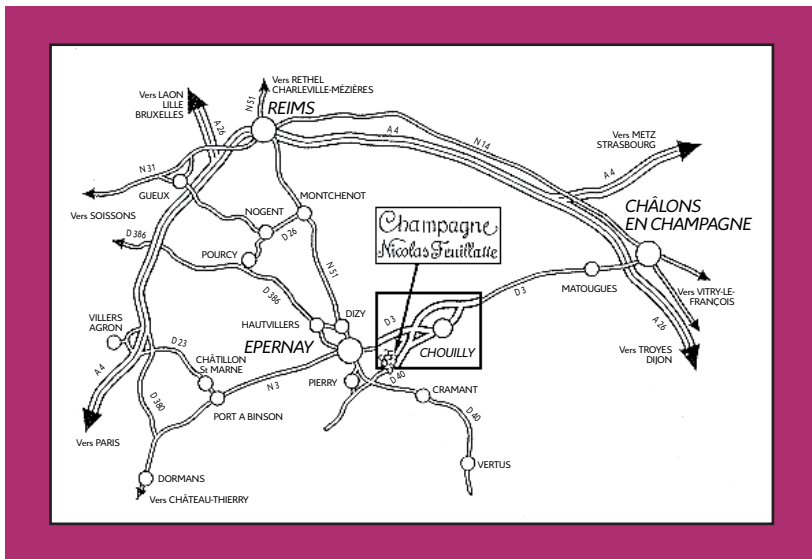 Vers RETHEL
CHARLEVILLE-MÉZIÈRES
Vers LAON
LILLE
BRUXELLES
A 26
N 51
REIMS
A 4
N 14
Vers METZ
STRASBOURG
A 4
N 31
GUEUX
Vers SOISSONS
MONTCHENOT
NOGENT
D 26
D 386
POURCY
N 51
D 386
Champagne
Nicolas Feuillatte
CHÂLONS
EN CHAMPAGNE
MATOUGUES
D 3
Vers VITRY-LE-
FRANÇOIS
A 26
Vers TROYES
DIJON
VILLERS
AGRON
D 23
HAUTVILLERS
DIZY
D 3
EPERNAY
CHOUILLY
CHÂTILLON
St MARNE
A 4
N 3
PIERRY
D 40
CRAMANT
D 380
PORT A BINSON
D 40
Vers PARIS
VERTUS
DORMANS
Vers CHÂTEAU-THIERRY